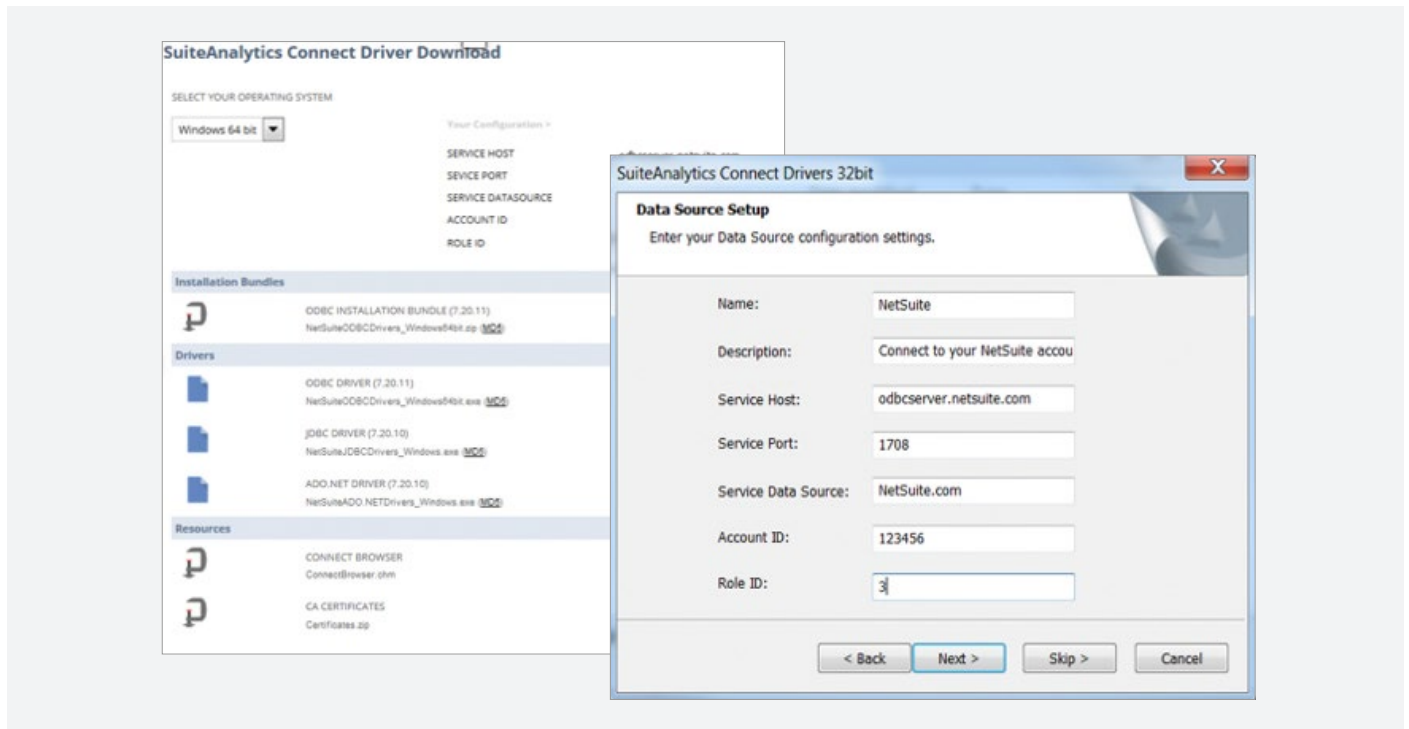 SuiteAnalytics Connect Driver Download
SELECT YOUR OPERATING SYSTEM
Windows 64 bit
Your Configuration >
SERVICE HOST
SEVICE PORT
SERVICE DATASOURCE
ACCOUNT ID
ROLE ID
Installation Bundles
ODBC INSTALLATION BUNDLE (7.20.11)
NetSuiteODBCDrivers_Windows64bit.zip (MD5)
Drivers
ODBC DRIVER (7.20.11)
NetSuiteODBCDrivers_Windows64bit.exe (MD5)
JDBC DRIVER (7.20.10)
NetSuiteJDBCDrivers_Windows.exe (MD5)
ADO.NET DRIVER (7.20.10)
NetSuiteADO.NETDrivers_Windows.exe (MD5)
Resources
CONNECT BROWSER
ConnectBrowser.chm
CA CERTIFICATES
Certificates.zip
SuiteAnalytics Connect Drivers 32bit
X
Data Source Setup
Enter your Data Source configuration settings.
Name: NetSuite
Description: Connect to your NetSuite accou
Service Host: odbcserver.netsuite.com
Service Port: 1708
Service Data Source: NetSuite.com
Account ID: 123456
Role ID: 3
< Back Next > Skip > Cancel